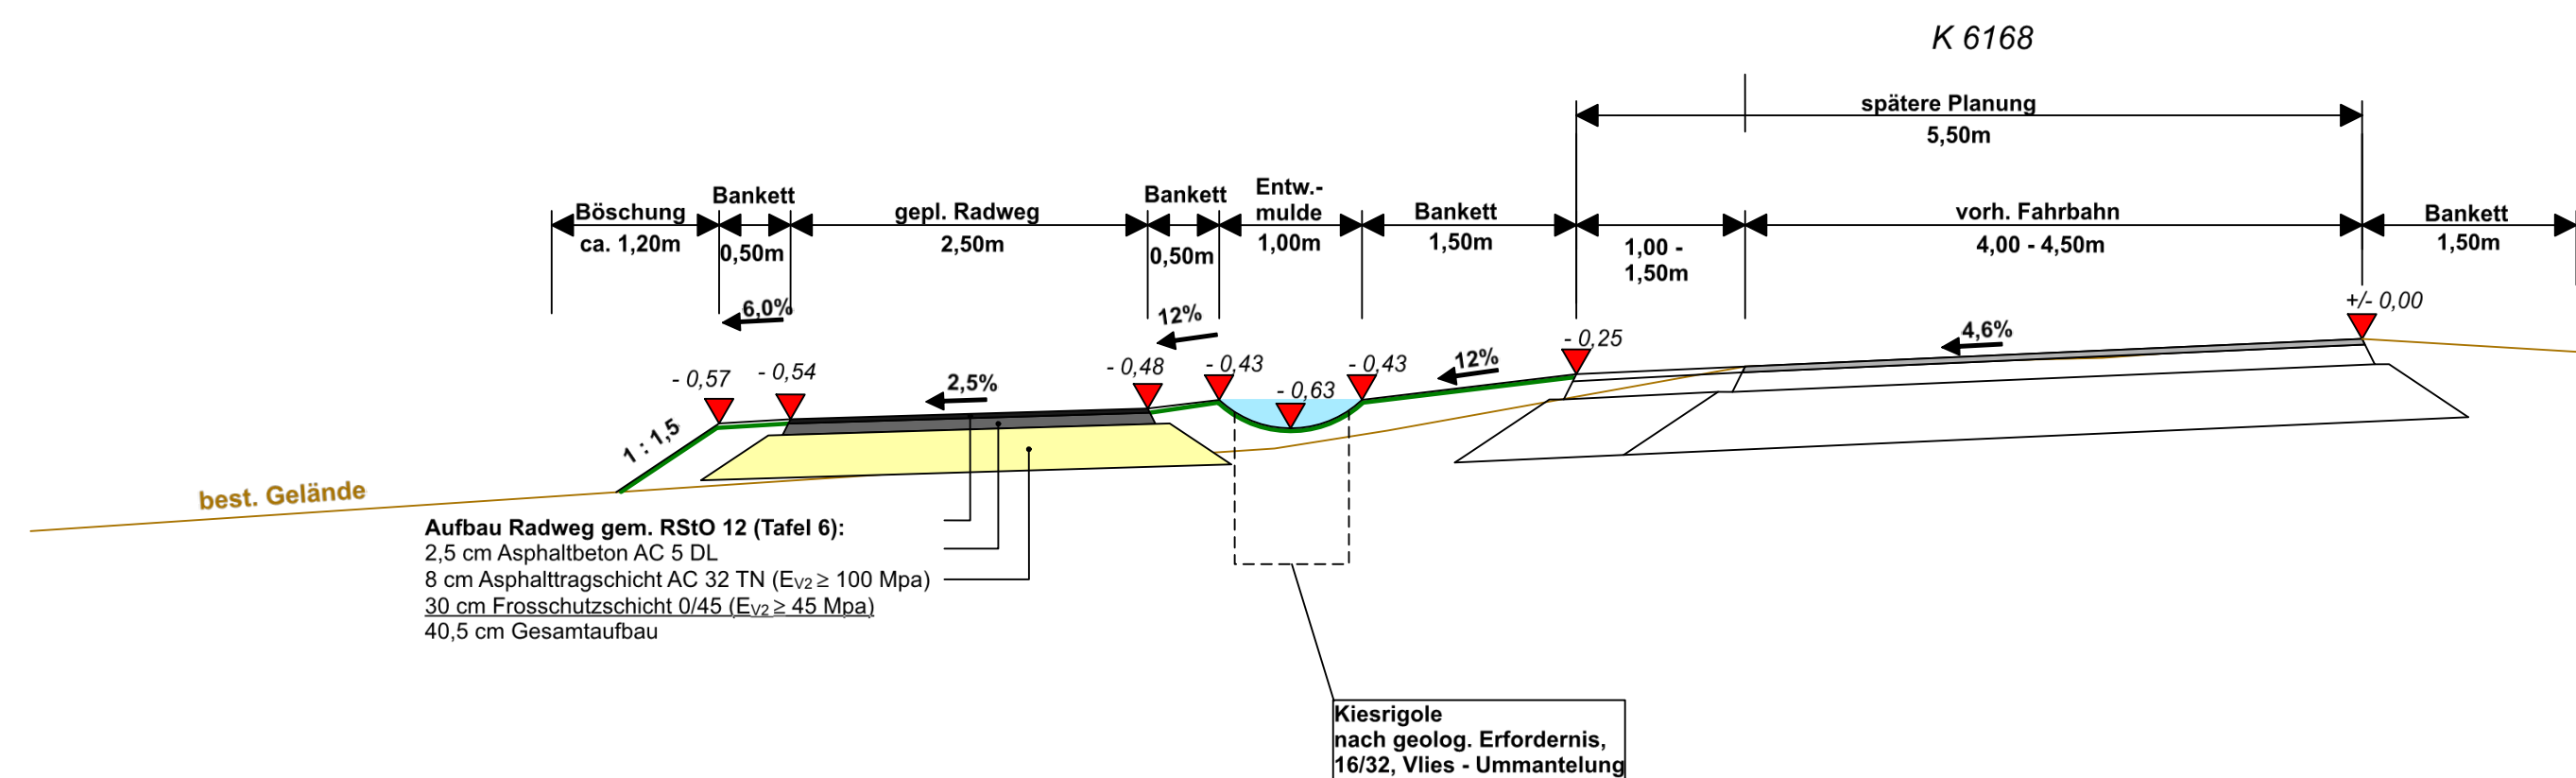 K 6168
spätere Planung
5,50m
Böschung
ca. 1,20m
Bankett
0,50m
gepl. Radweg
2,50m
Bankett
0,50m
Entw.-
mulde
1,00m
Bankett
1,50m
1,00 -
1,50m
vorh. Fahrbahn
4,00 - 4,50m
Bankett
1,50m
6,0%
12%
+/- 0,00
4,6%
- 0,25
12%
- 0,57
- 0,54
2,5%
- 0,48
- 0,43
- 0,63
- 0,43
1 : 1,5
best. Gelände
Aufbau Radweg gem. RStO 12 (Tafel 6):
2,5 cm Asphaltbeton AC 5 DL
8 cm Asphalttragschicht AC 32 TN (EV2 ≥ 100 Mpa)
30 cm Frosschutzschicht 0/45 (EV2 ≥ 45 Mpa)
40,5 cm Gesamtaufbau
Kiesrigole
nach geolog. Erfordernis,
16/32, Vlies - Ummantelung